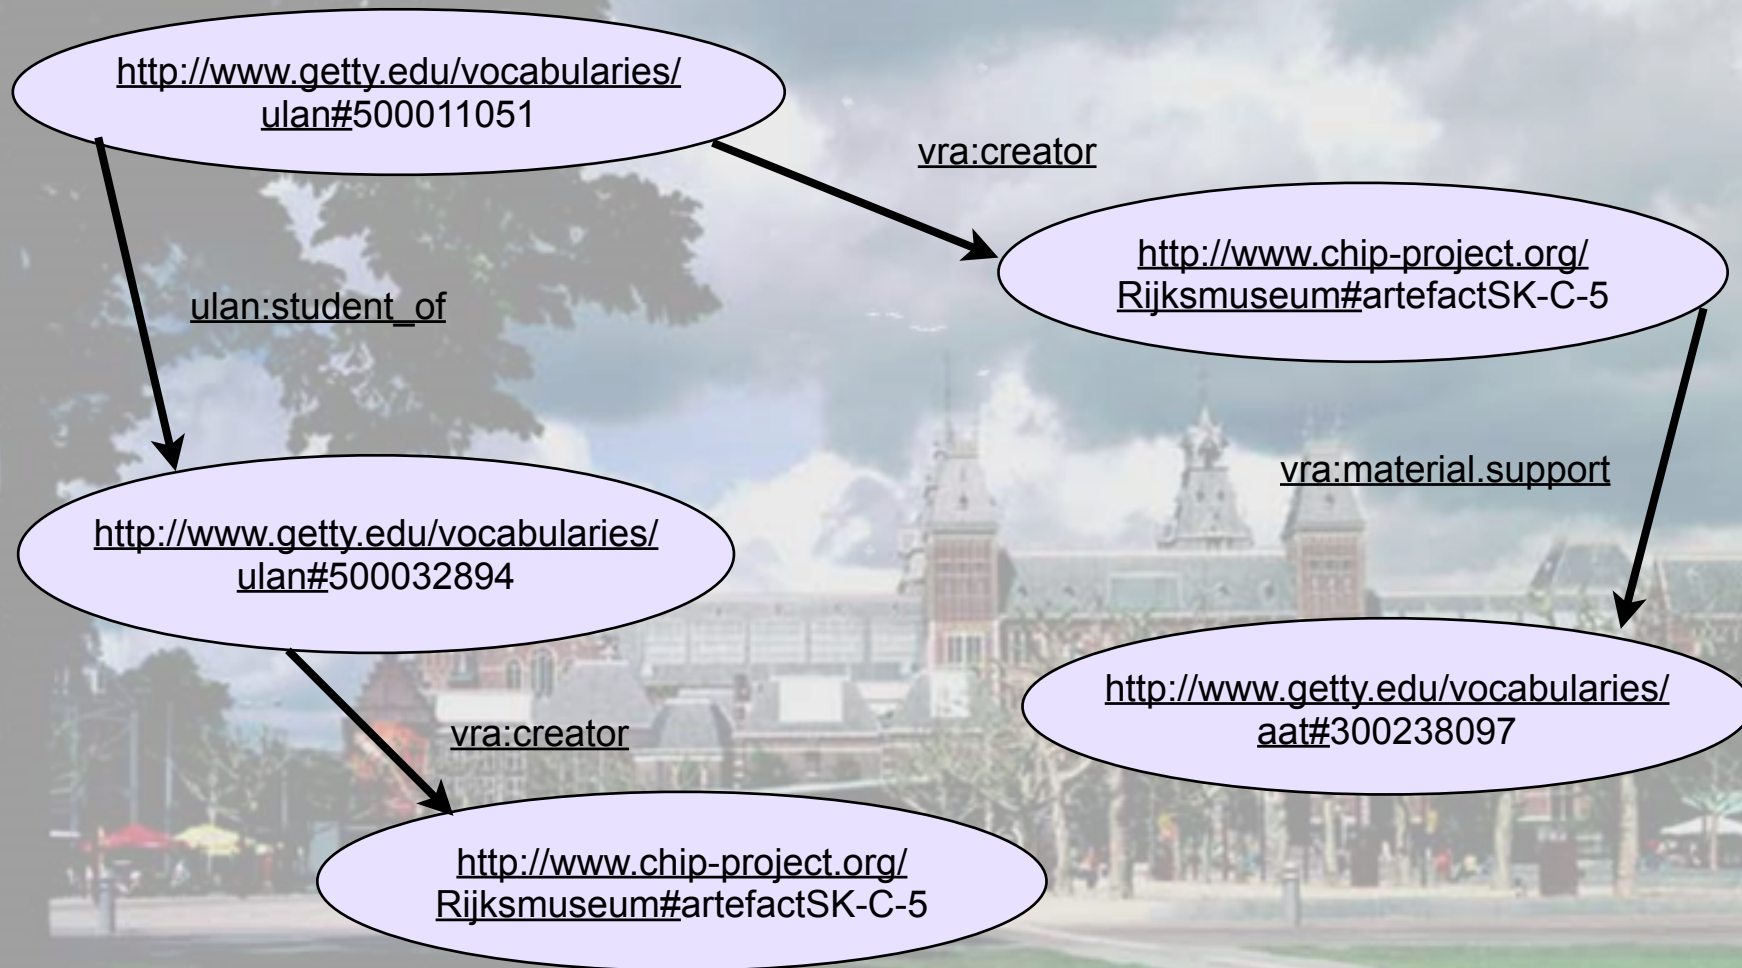 http://www.getty.edu/vocabularies/
ulan#500011051
vra:creator
http://www.chip-project.org/
Rijksmuseum#artefactSK-C-5
ulan:student_of
vra:material.support
http://www.getty.edu/vocabularies/
ulan#500032894
http://www.getty.edu/vocabularies/
aat#300238097
vra:creator
http://www.chip-project.org/
Rijksmuseum#artefactSK-C-5